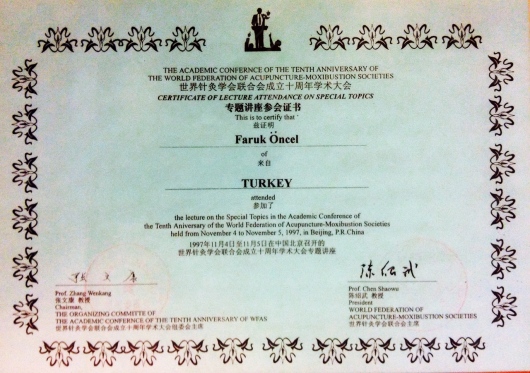 THE ACADEMIC CONFERNCE OF THE TENTH ANNIVERSARY OF
THE WORLD FEDERATION OF ACUPUNCTURE-MOXIBUSTION SOCIETIES
世界针灸学会联合会成立十周年学术大会
CERTIFICATE OF LECTURE ATTENDANCE ON SPECIAL TOPICS
专题讲座参会证书
This is to certify that
兹证明
Faruk Öncel
of
来自
TURKEY
attended
参加了
the lecture on the Special Topics in the Academic Conference of
the Tenth Aniversary of the World Federation of Acupuncture-Moxibustion Societies
held from November 4 to November 5, 1997, in Beijing, P.R.China
1997年11月4日至11月5日在中国北京召开的
世界针灸学会联合会成立十周年学术大会专题讲座
张文康
Prof. Zhang Wenkang
张文康 教授
Chairman,
THE ORGANIZING COMMITTE OF
THE ACADEMIC CONFERNCE OF THE TENTH ANNIVERSARY OF WFAS
世界针灸学会联合会成立十周年学术大会组委会主席
陈绍武
Prof. Chen Shaowu
陈绍武 教授
President
WORLD FEDERATION OF
ACUPUNCTURE-MOXIBUSTION SOCIETIES
世界针灸学会联合会主席